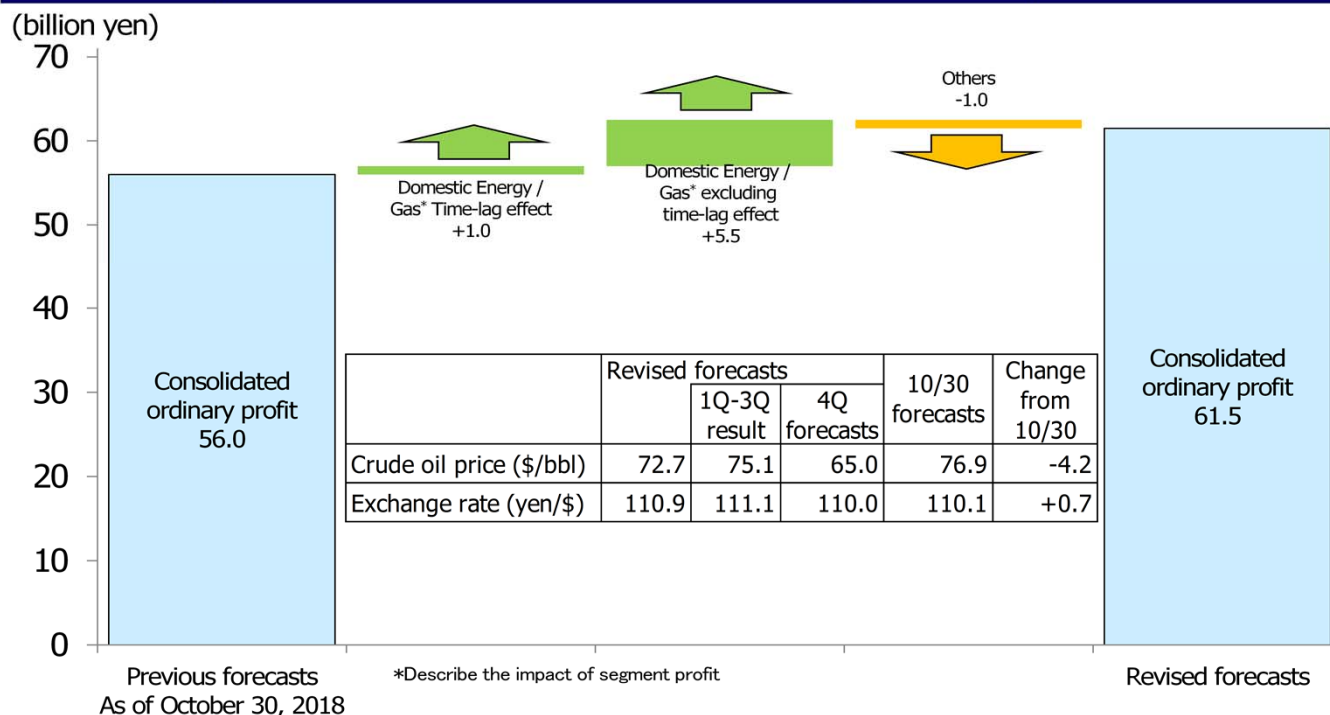 (billion yen)
70
60
50
40
30
20
10
0
Consolidated
ordinary profit
56.0
Domestic Energy /
Gas* Time-lag effect
+1.0
Domestic Energy /
Gas* excluding
time-lag effect
+5.5
Others
-1.0
Consolidated
ordinary profit
61.5
Revised forecasts 10/30 forecasts Change from 10/30
1Q-3Q result 4Q forecasts
Crude oil price ($/bbl) 72.7 75.1 65.0 76.9 -4.2
Exchange rate (yen/$) 110.9 111.1 110.0 110.1 +0.7
Previous forecasts
As of October 30, 2018
*Describe the impact of segment profit
Revised forecasts